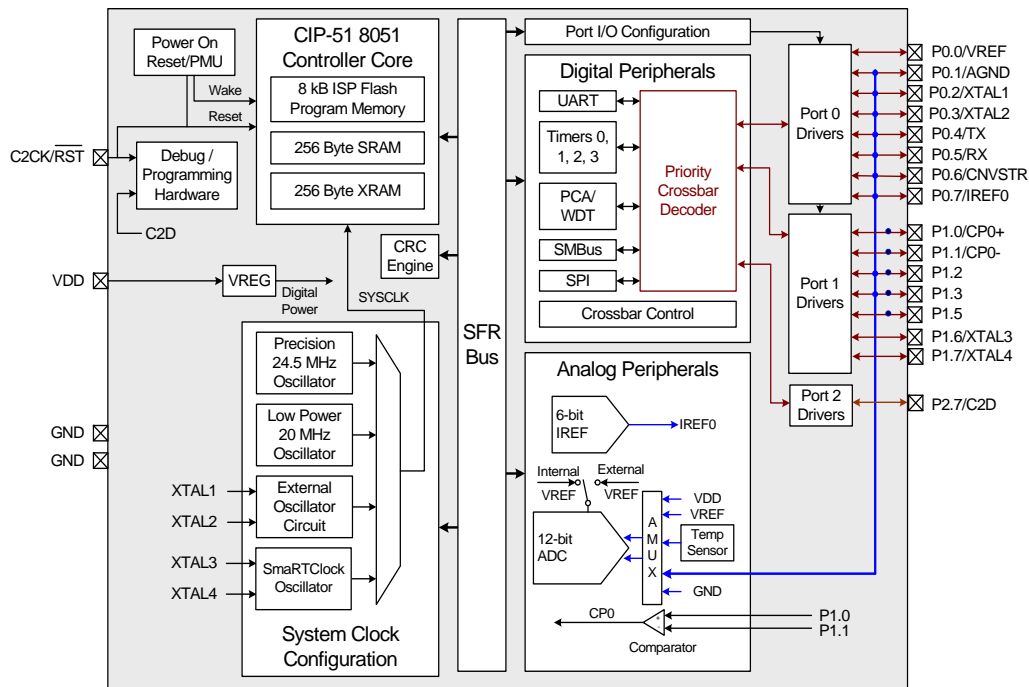 Power On
Reset/PMU
Wake
Reset
C2CK/RST
Debug /
Programming
Hardware
C2D
VDD
VREG
Digital
Power
GND
GND
CIP-51 8051
Controller Core
8 kB ISP Flash
Program Memory
256 Byte SRAM
256 Byte XRAM
CRC
Engine
SYSCLK
Precision
24.5 MHz
Oscillator
Low Power
20 MHz
Oscillator
XTAL1
XTAL2
External
Oscillator
Circuit
XTAL3
XTAL4
SmaRTClock
Oscillator
System Clock
Configuration
SFR
Bus
Port I/O Configuration
Digital Peripherals
UART
Timers 0,
1, 2, 3
PCA/
WDT
SMBus
SPI
Priority
Crossbar
Decoder
Crossbar Control
Analog Peripherals
6-bit
IREF
IREF0
Internal
External
VREF
VREF
12-bit
ADC
A
M
U
X
VDD
VREF
Temp
Sensor
GND
CP0
+
-
Comparator
P1.0
P1.1
Port 0
Drivers
Port 1
Drivers
Port 2
Drivers
P0.0/VREF
P0.1/AGND
P0.2/XTAL1
P0.3/XTAL2
P0.4/TX
P0.5/RX
P0.6/CNV/STR
P0.7/IREF0
P1.0/CP0+
P1.1/CP0-
P1.2
P1.3
P1.5
P1.6/XTAL3
P1.7/XTAL4
P2.7/C2D